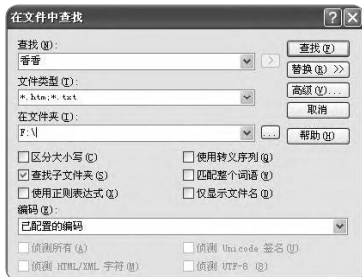 在文件中查找
查找(N):
香香
查找(F)
替换(R) >>
文件类型(T):
*.htm;*.txt
高级(V)...
取消
在文件夹(I):
F:\
帮助(H)
区分大小写(C)
使用转义序列(Q)
查找子文件夹(S)
匹配整个词语(Y)
使用正则表达式(X)
仅显示文件名(D)
编码(E):
已配置的编码
侦测所有(A)
侦测 Unicode 签名(U)
侦测 HTML/XML 字符(M)
侦测 UTF-8 (8)